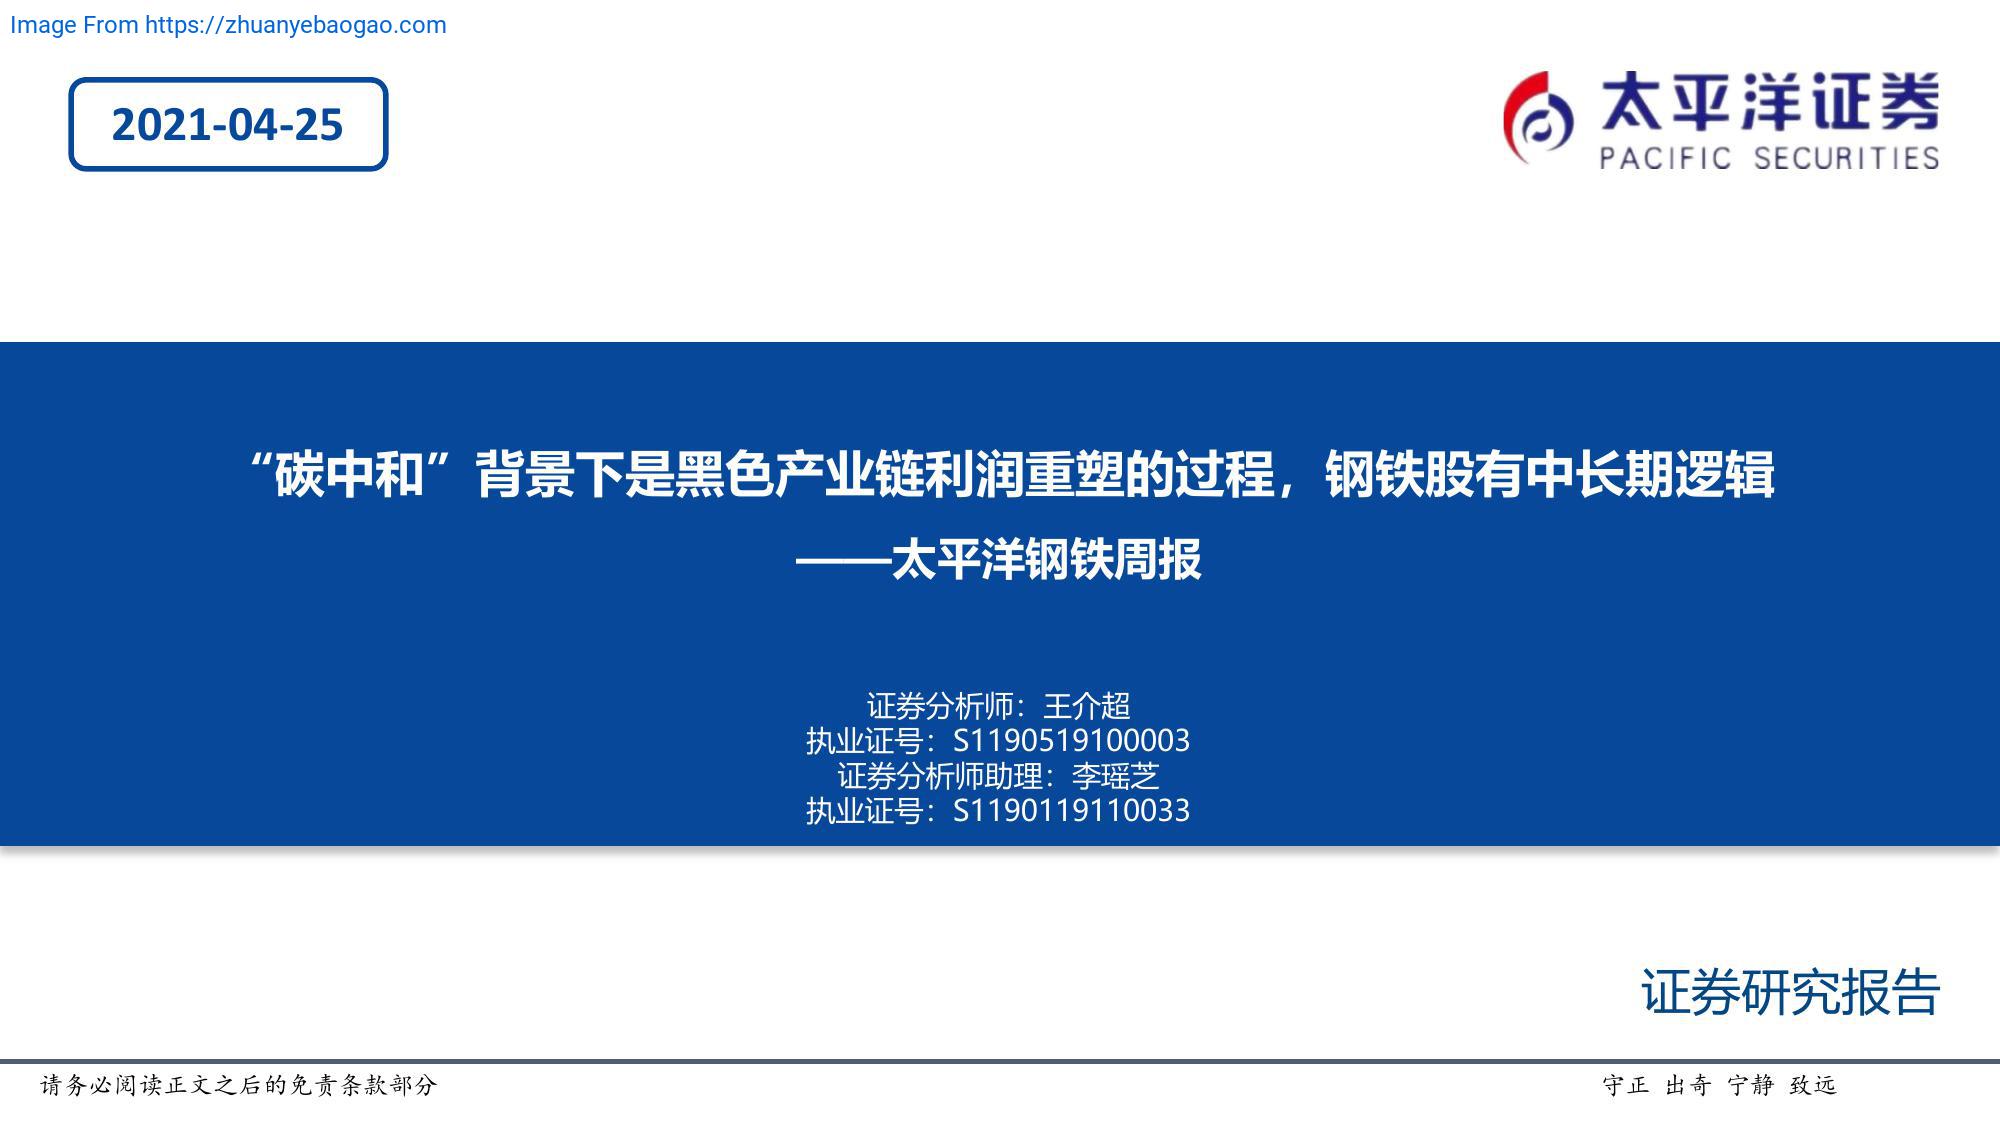 Image From https://zhuanyebaogao.com
2021-04-25
太平洋证券
PACIFIC SECURITIES
“碳中和”背景下是黑色产业链利润重塑的过程，钢铁股有中长期逻辑
——太平洋钢铁周报
证券分析师：王介超
执业证号：S1190519100003
证券分析师助理：李瑶芝
执业证号：S1190119110033
证券研究报告
请务必阅读正文之后的免责条款部分
守正 出奇 宁静 致远